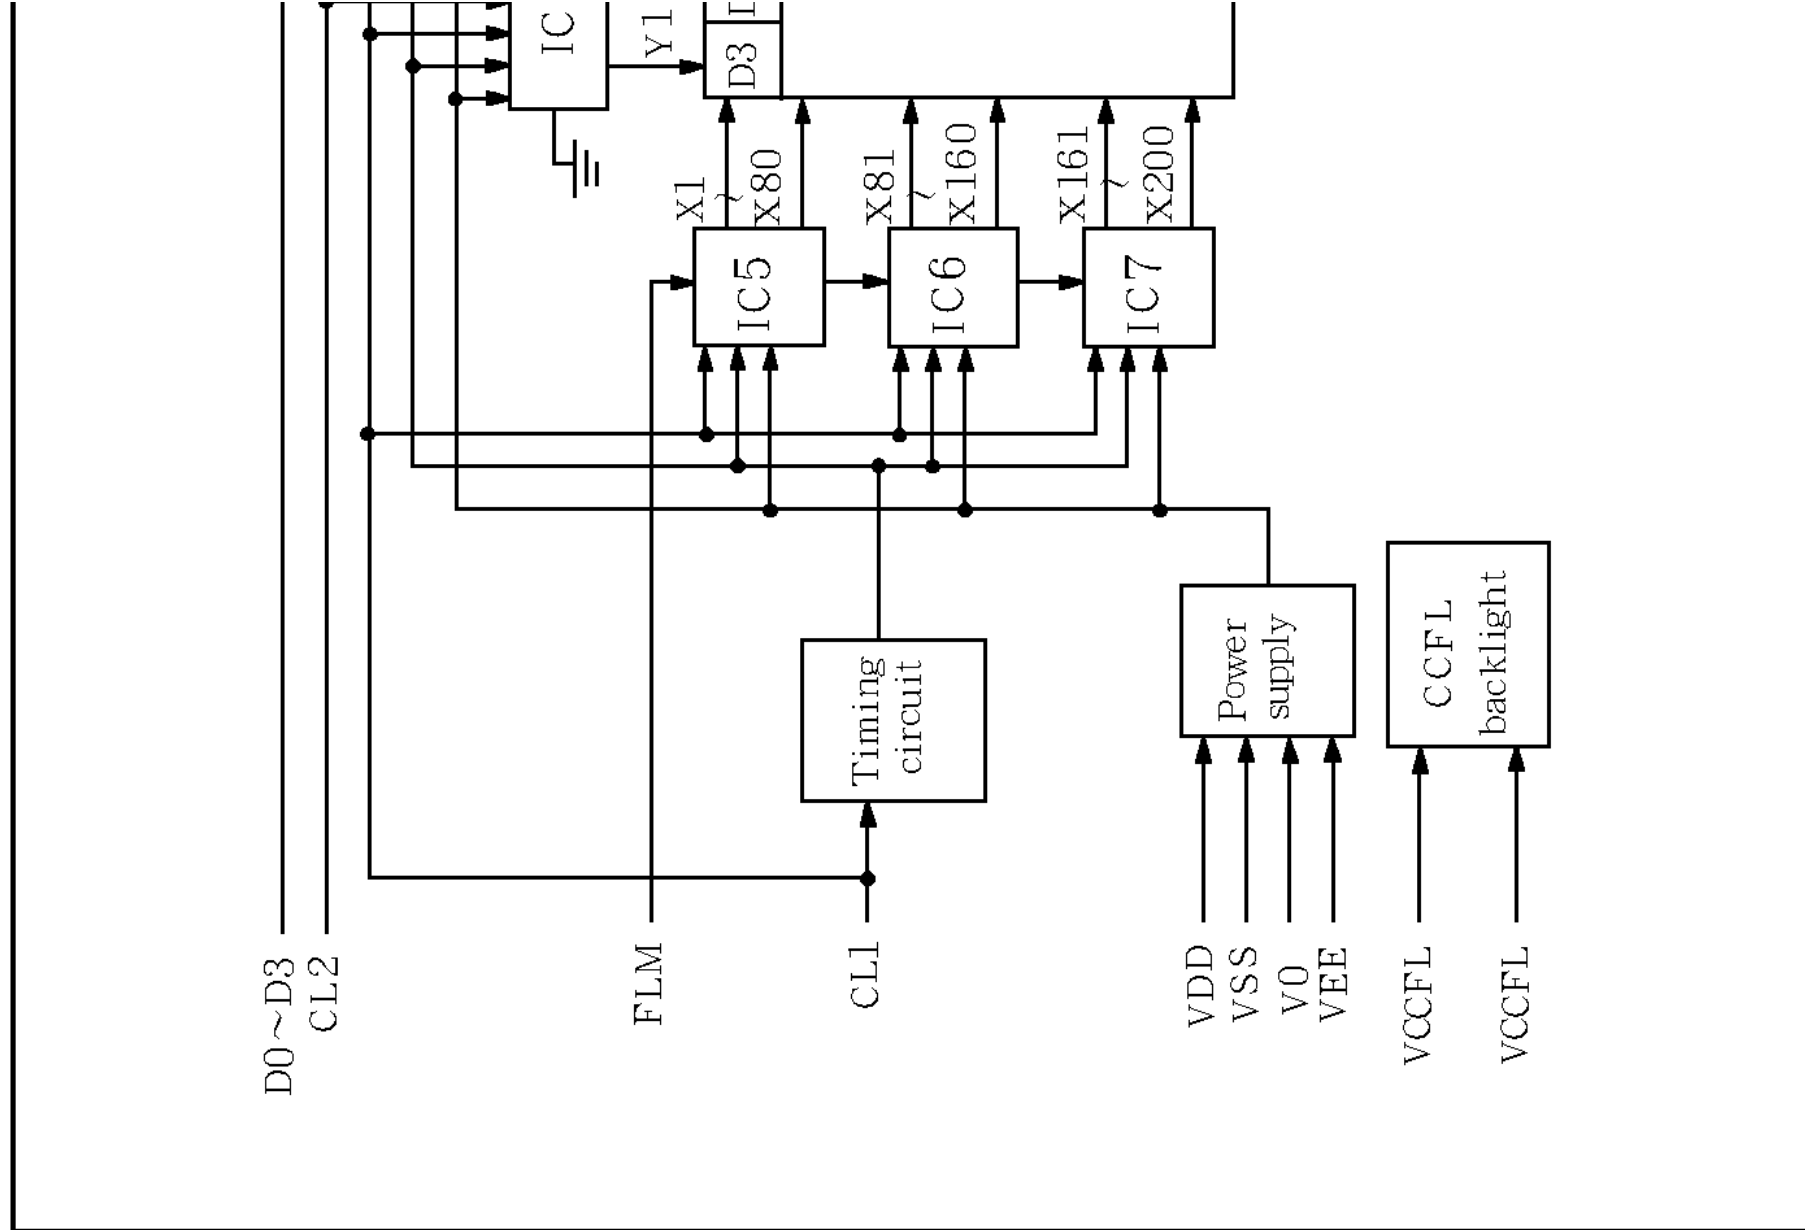 D0~D3
CL2
IC
FLM
Y1
X1
~
X80
D3
IC5
CL1
Timing
circuit
X81
~
X160
IC6
X161
~
X200
IC7
VDD
VSS
V0
VEE
Power
supply
VCCFL
VCCFL
CCFL
backlight